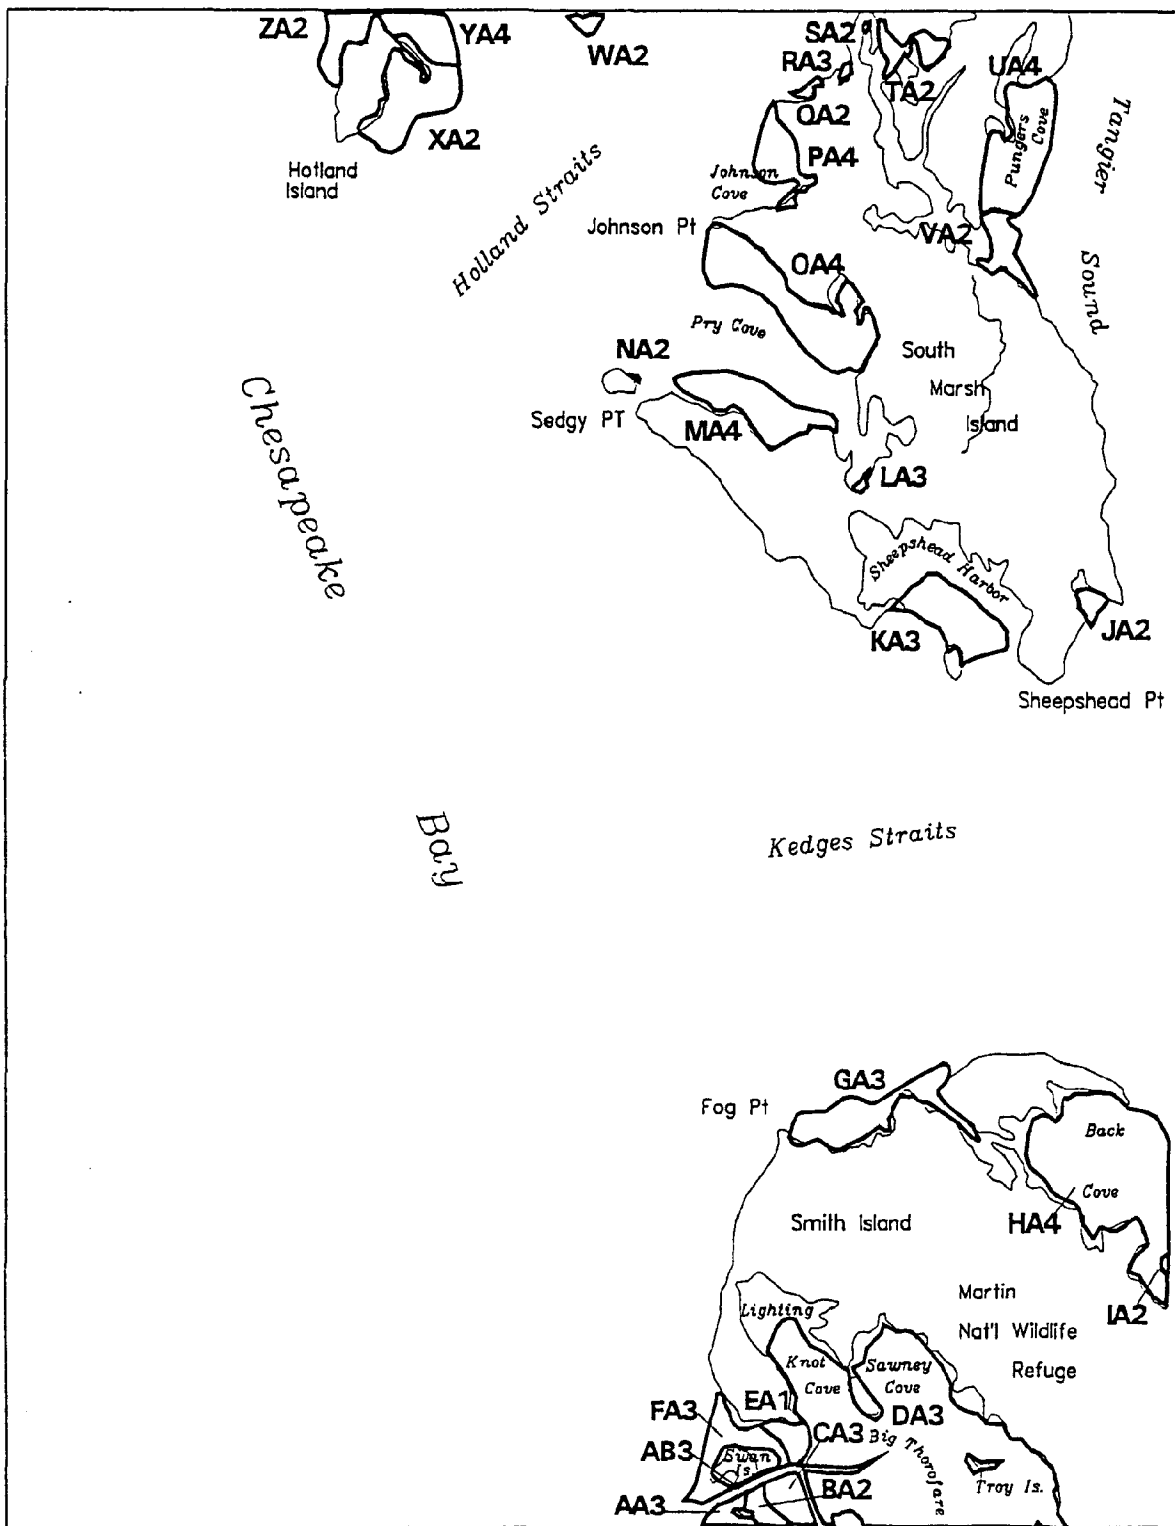 ZA2
YA4
WA2
SA2
RA3
TA2
UA4
QA2
XA2
PA4
Pungers
Cove
Tangier
Sound
Hotland
Island
Johnson
Cove
Holland Straits
Johnson Pt
VA2
OA4
Pry Cove
NA2
South
Marsh
Island
Sedgy PT
MA4
LA3
Chesapeake
Bay
Sheepshead Harbor
KA3
JA2
Sheepshead Pt
Kedges Straits
GA3
Fog Pt
Back
Cove
HA4
Smith Island
IA2
Martin
Nat'l Wildlife
Refuge
Lighting
Knot
Cove
Sawney
Cove
EA1
DA3
FA3
CA3
Big Thorofare
AB3
Swan
Is.
BA2
Troy Is.
AA3